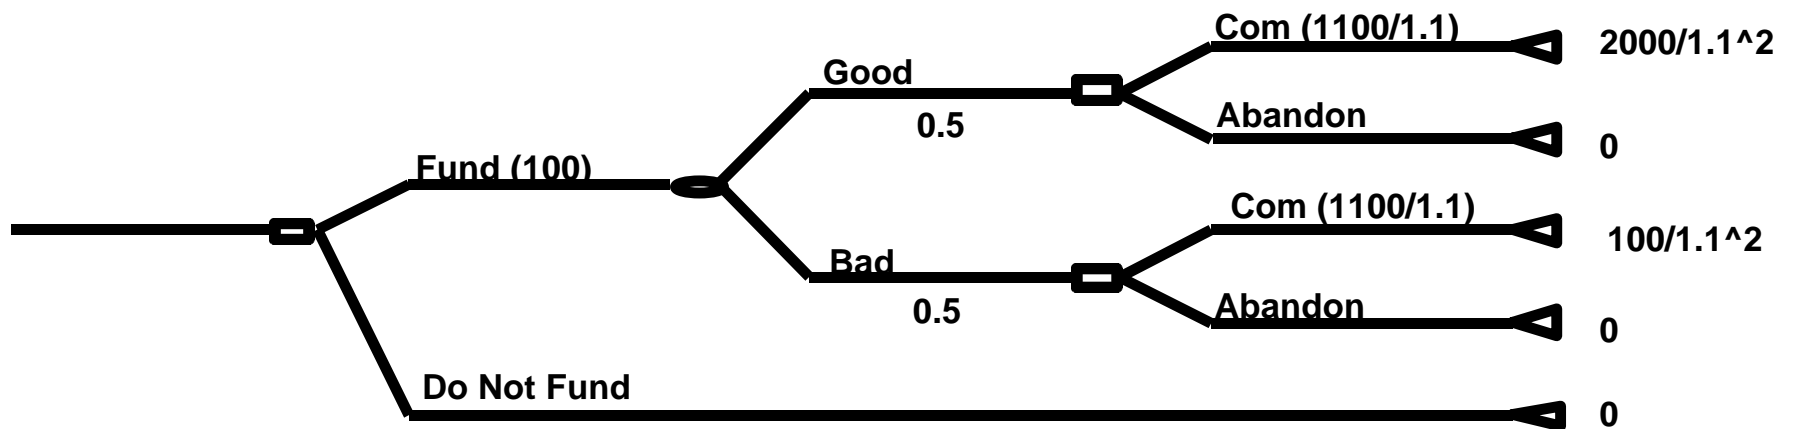 Com (1100/1.1)
2000/1.1^2
Good
0.5
Abandon
0
Fund (100)
Com (1100/1.1)
100/1.1^2
Bad
0.5
Abandon
0
Do Not Fund
0